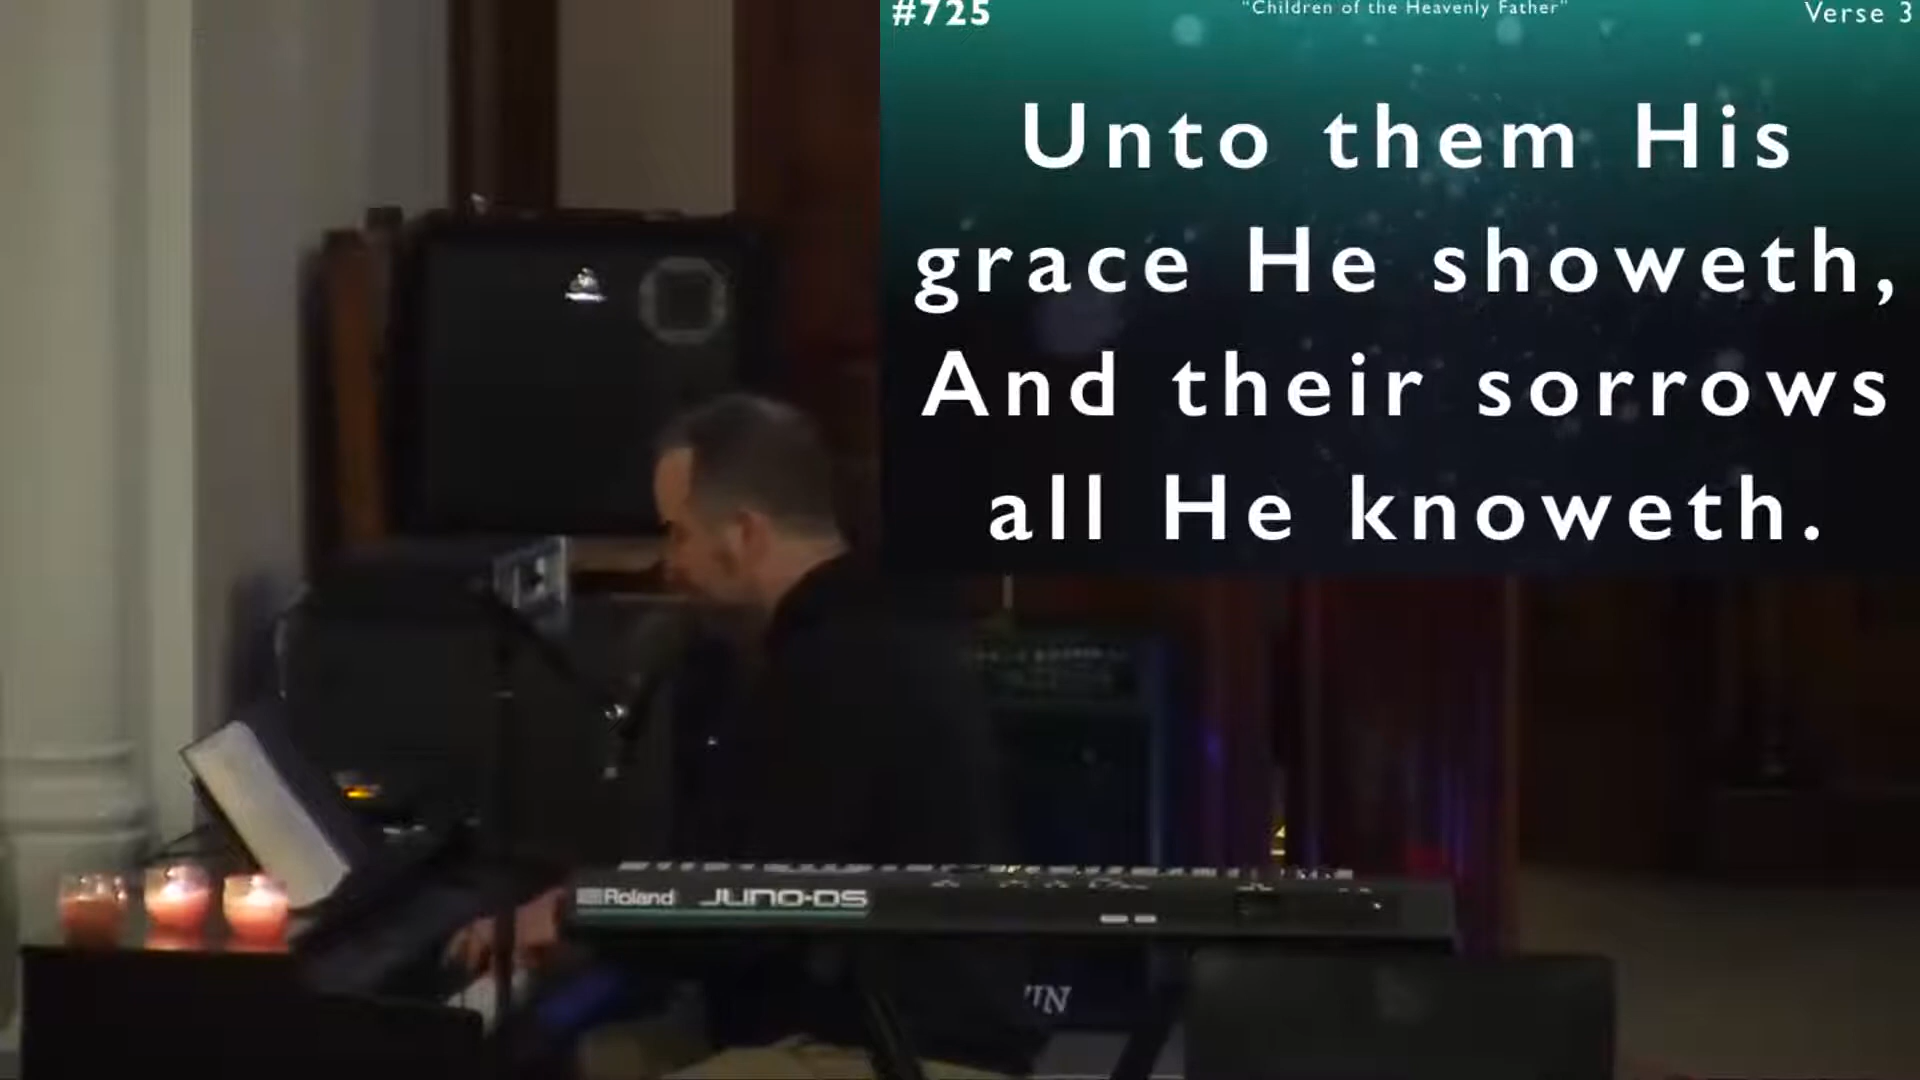 #725
"Children of the Heavenly Father"
Verse 3
Unto them His
grace He showeth,
And their sorrows
all He knoweth.
Roland JUNO-DS